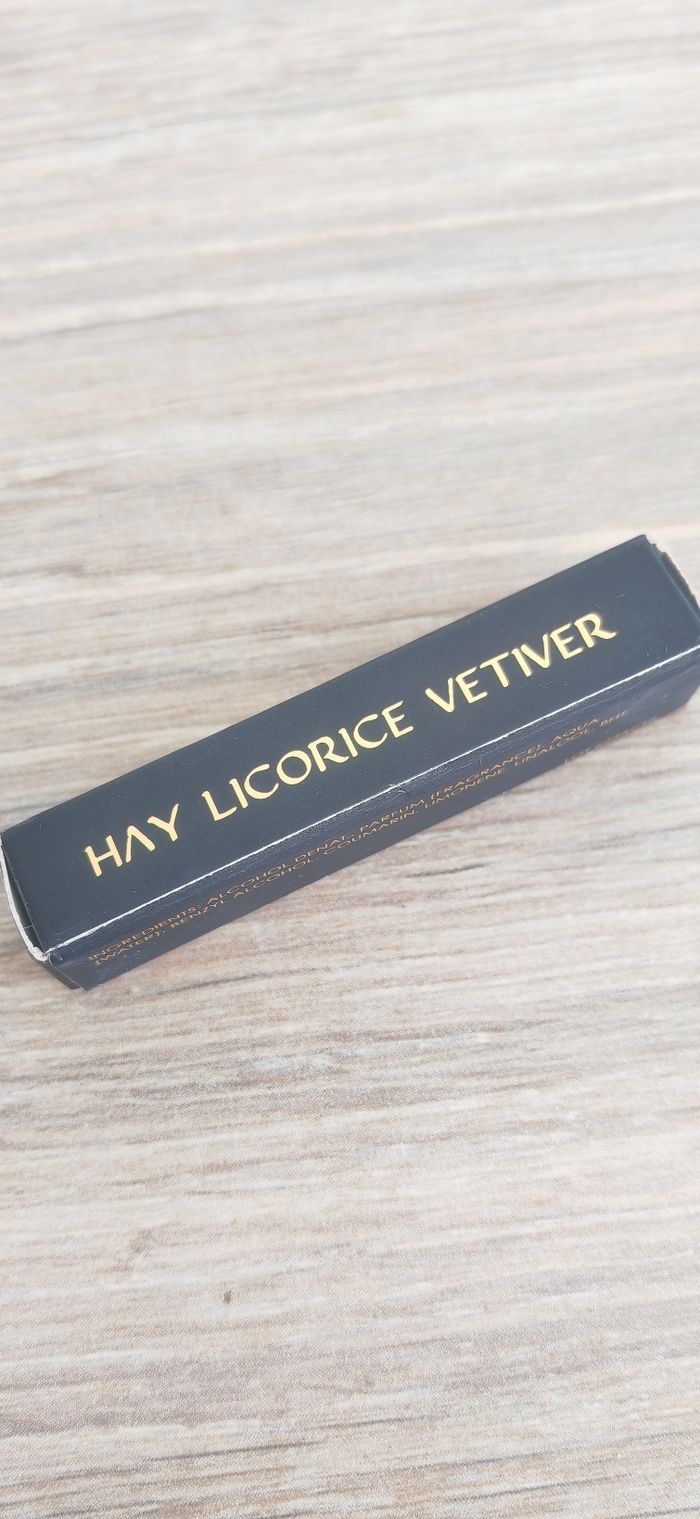 HAY LICORICE VETIVER
INGREDIENTS: ALCOHOL DENAT, PARFUM (FRAGRANCE), AQUA
(WATER), BENZYL ALCOHOL, COUMARIN, LIMONENE, LINALOOL, BHT